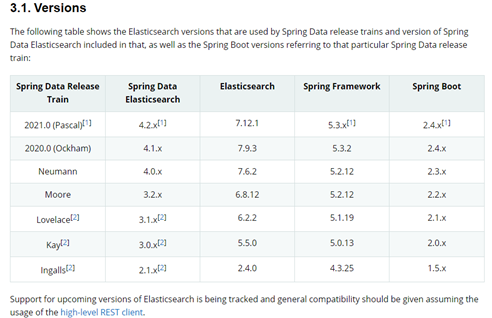 3.1. Versions
The following table shows the Elasticsearch versions that are used by Spring Data release trains and version of Spring
Data Elasticsearch included in that, as well as the Spring Boot versions referring to that particular Spring Data release
train:
Spring Data Release Train | Spring Data Elasticsearch | Elasticsearch | Spring Framework | Spring Boot
2021.0 (Pascal)[1] | 4.2.x[1] | 7.12.1 | 5.3.x[1] | 2.4.x[1]
2020.0 (Ockham) | 4.1.x | 7.9.3 | 5.3.2 | 2.4.x
Neumann | 4.0.x | 7.6.2 | 5.2.12 | 2.3.x
Moore | 3.2.x | 6.8.12 | 5.2.12 | 2.2.x
Lovelace[2] | 3.1.x[2] | 6.2.2 | 5.1.19 | 2.1.x
Kay[2] | 3.0.x[2] | 5.5.0 | 5.0.13 | 2.0.x
Ingalls[2] | 2.1.x[2] | 2.4.0 | 4.3.25 | 1.5.x
Support for upcoming versions of Elasticsearch is being tracked and general compatibility should be given assuming the
usage of the high-level REST client.